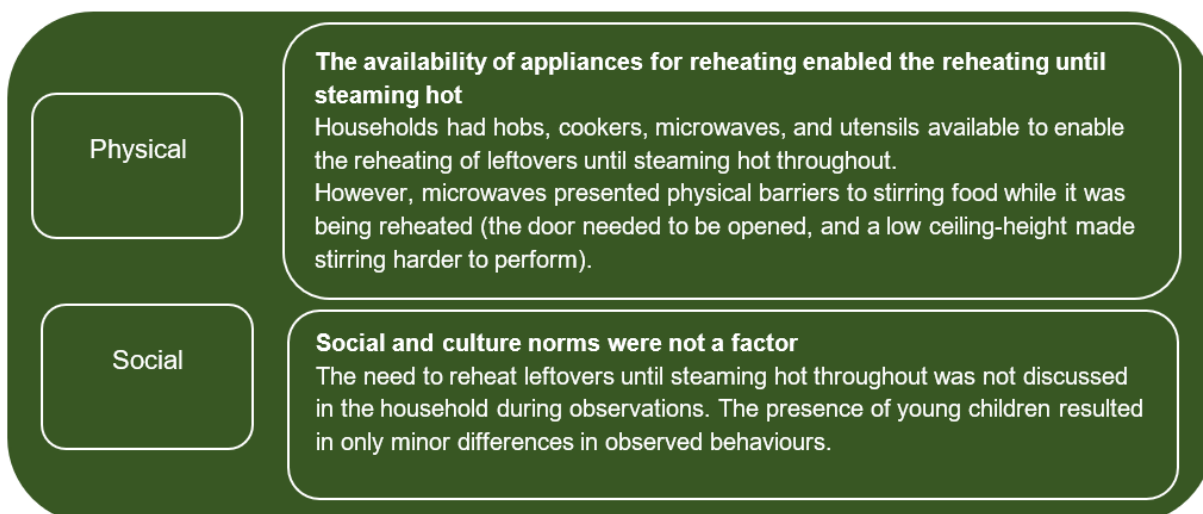 Physical
The availability of appliances for reheating enabled the reheating until
steaming hot
Households had hobs, cookers, microwaves, and utensils available to enable
the reheating of leftovers until steaming hot throughout.
However, microwaves presented physical barriers to stirring food while it was
being reheated (the door needed to be opened, and a low ceiling-height made
stirring harder to perform).
Social
Social and culture norms were not a factor
The need to reheat leftovers until steaming hot throughout was not discussed
in the household during observations. The presence of young children resulted
in only minor differences in observed behaviours.